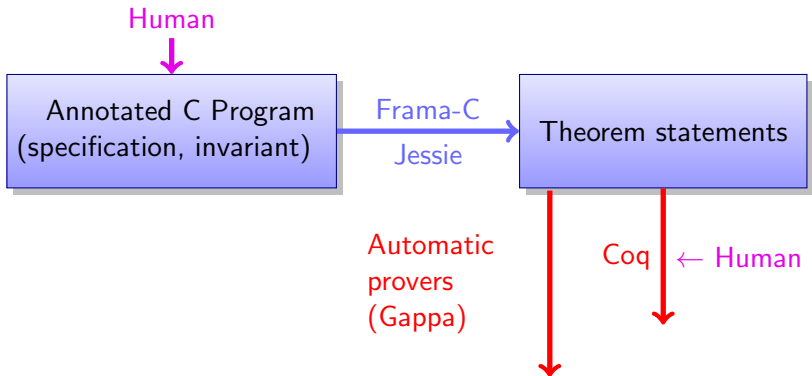 Human
Annotated C Program
(specification, invariant)
Frama-C
Jessie
Theorem statements
Automatic
provers
(Gappa)
Coq ← Human